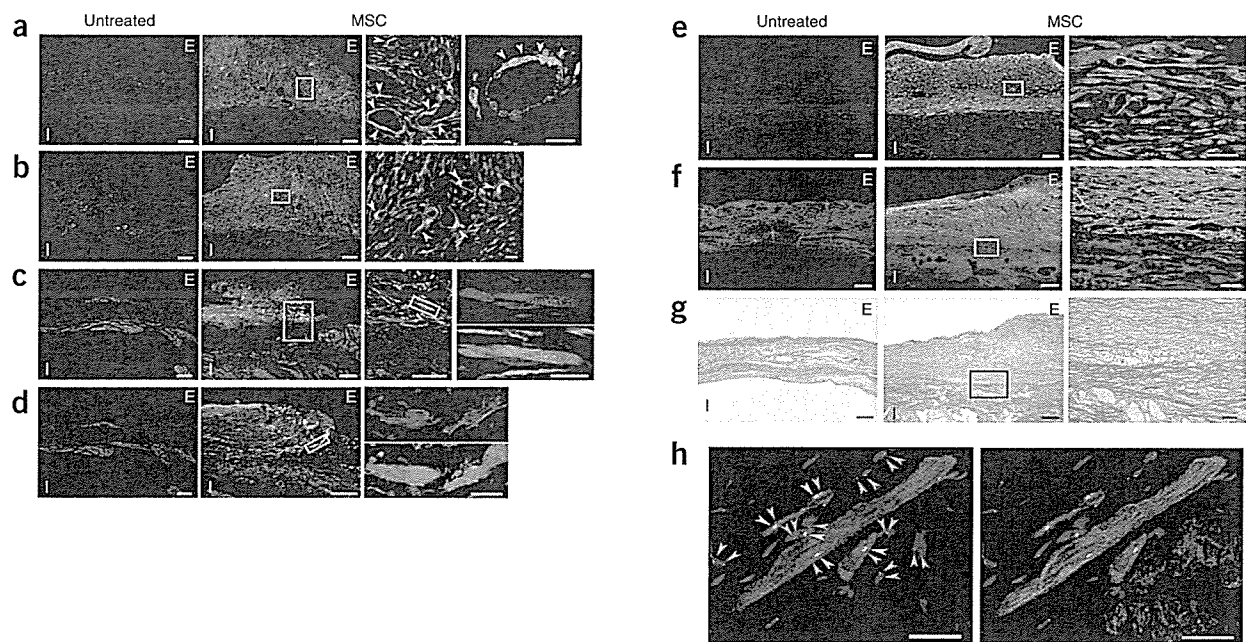 Untreated MSC
a E I E I
b E I E I
c E I E I
d E I E I
Untreated MSC
e E I E I
f E I E I
g E I E I
h